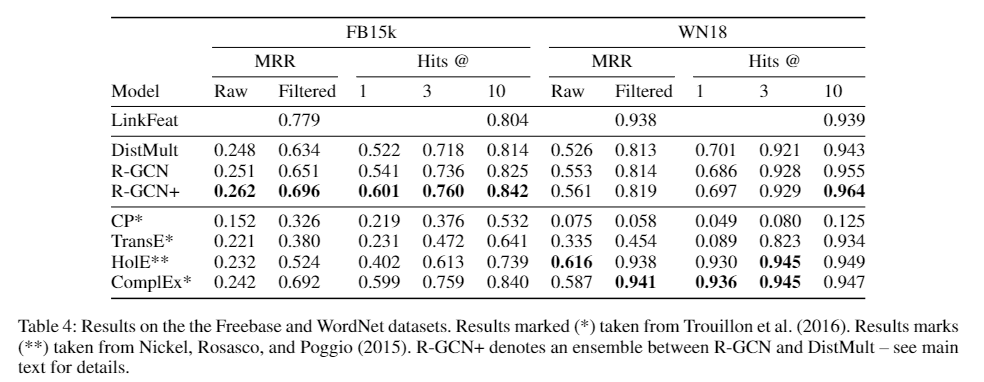 FB15k WN18
MRR Hits @ MRR Hits @
Model Raw Filtered 1 3 10 Raw Filtered 1 3 10
LinkFeat 0.779 0.804 0.938 0.939
DistMult 0.248 0.634 0.522 0.718 0.814 0.526 0.813 0.701 0.921 0.943
R-GCN 0.251 0.651 0.541 0.736 0.825 0.553 0.814 0.686 0.928 0.955
R-GCN+ 0.262 0.696 0.601 0.760 0.842 0.561 0.819 0.697 0.929 0.964
CP* 0.152 0.326 0.219 0.376 0.532 0.075 0.058 0.049 0.080 0.125
TransE* 0.221 0.380 0.231 0.472 0.641 0.335 0.454 0.089 0.823 0.934
HolE** 0.232 0.524 0.402 0.613 0.739 0.616 0.938 0.930 0.945 0.949
ComplEx* 0.242 0.692 0.599 0.759 0.840 0.587 0.941 0.936 0.945 0.947
Table 4: Results on the the Freebase and WordNet datasets. Results marked (*) taken from Trouillon et al. (2016). Results marks
(**) taken from Nickel, Rosasco, and Poggio (2015). R-GCN+ denotes an ensemble between R-GCN and DistMult – see main
text for details.